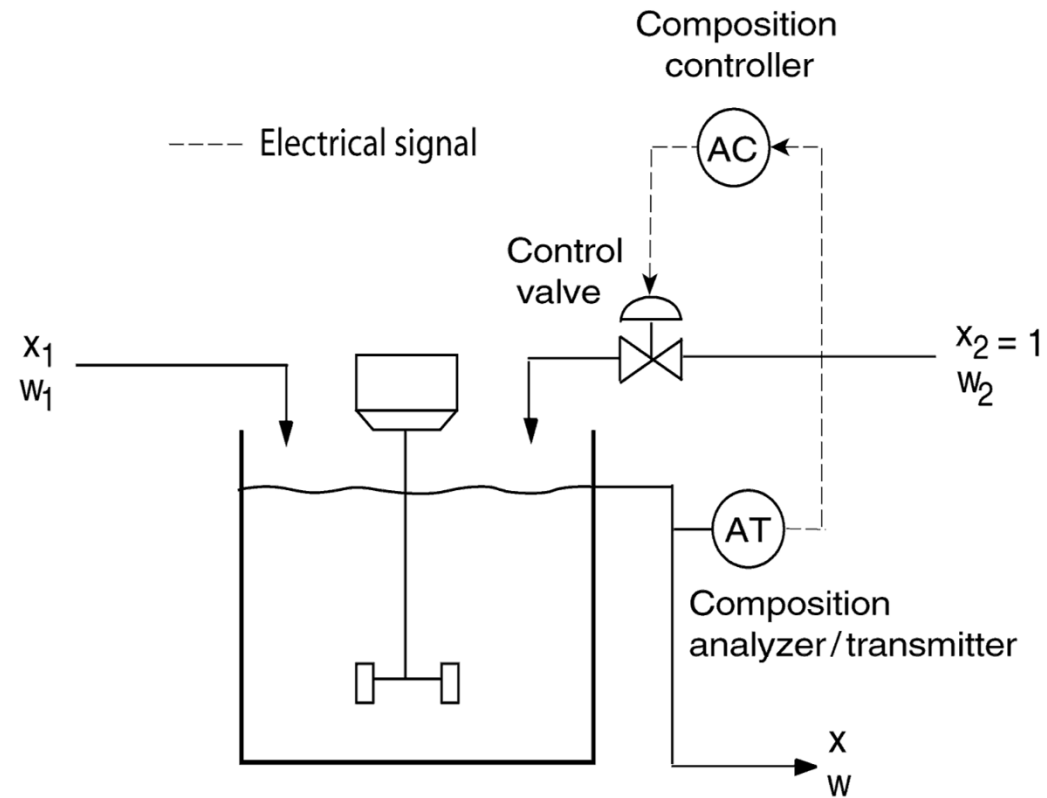 Composition
controller
Electrical signal
AC
Control
valve
x1
w1
x2 = 1
w2
AT
Composition
analyzer/transmitter
x
w